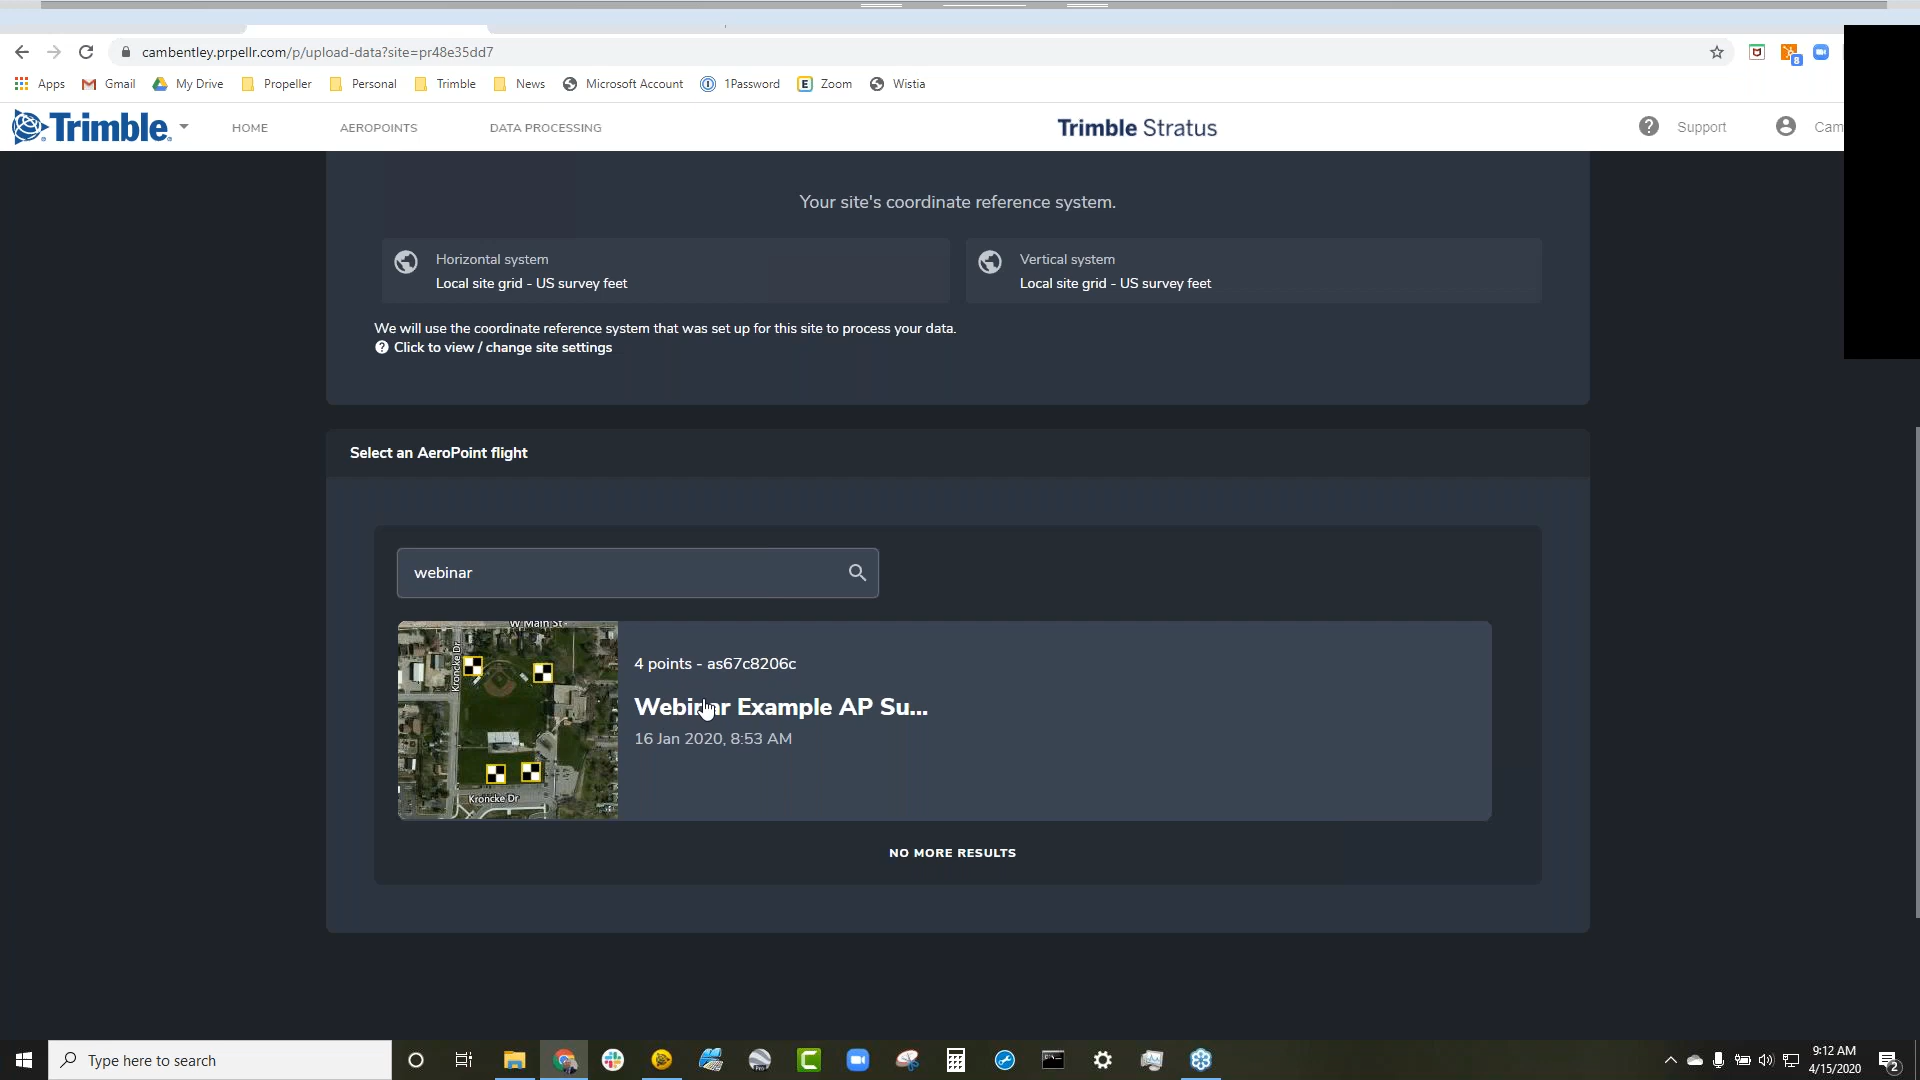 cambentley.prpellr.com/p/upload-data?site=pr48e35dd7
8
Apps Gmail My Drive Propeller Personal Trimble News Microsoft Account 1Password E Zoom Wistia
Trimble HOME AEROPOINTS DATA PROCESSING Trimble Stratus ? Support Cam
Your site's coordinate reference system.
Horizontal system
Local site grid - US survey feet
Vertical system
Local site grid - US survey feet
We will use the coordinate reference system that was set up for this site to process your data.
? Click to view / change site settings
Select an AeroPoint flight
webinar
W Main St
Kroncke Dr
Kroncke Dr
4 points - as67c8206c
Webinar Example AP Su...
16 Jan 2020, 8:53 AM
NO MORE RESULTS
Type here to search
9:12 AM
4/15/2020
2